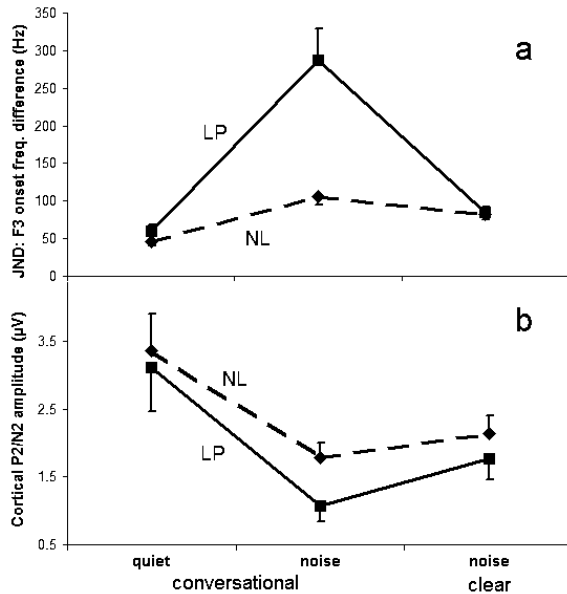 JND: F3 onset freq. difference (Hz)
400
350
300
250
200
150
100
50
0
a
LP
NL
Cortical P2/N2 amplitude (µV)
3.5
2.5
1.5
0.5
b
NL
LP
quiet noise noise
conversational clear